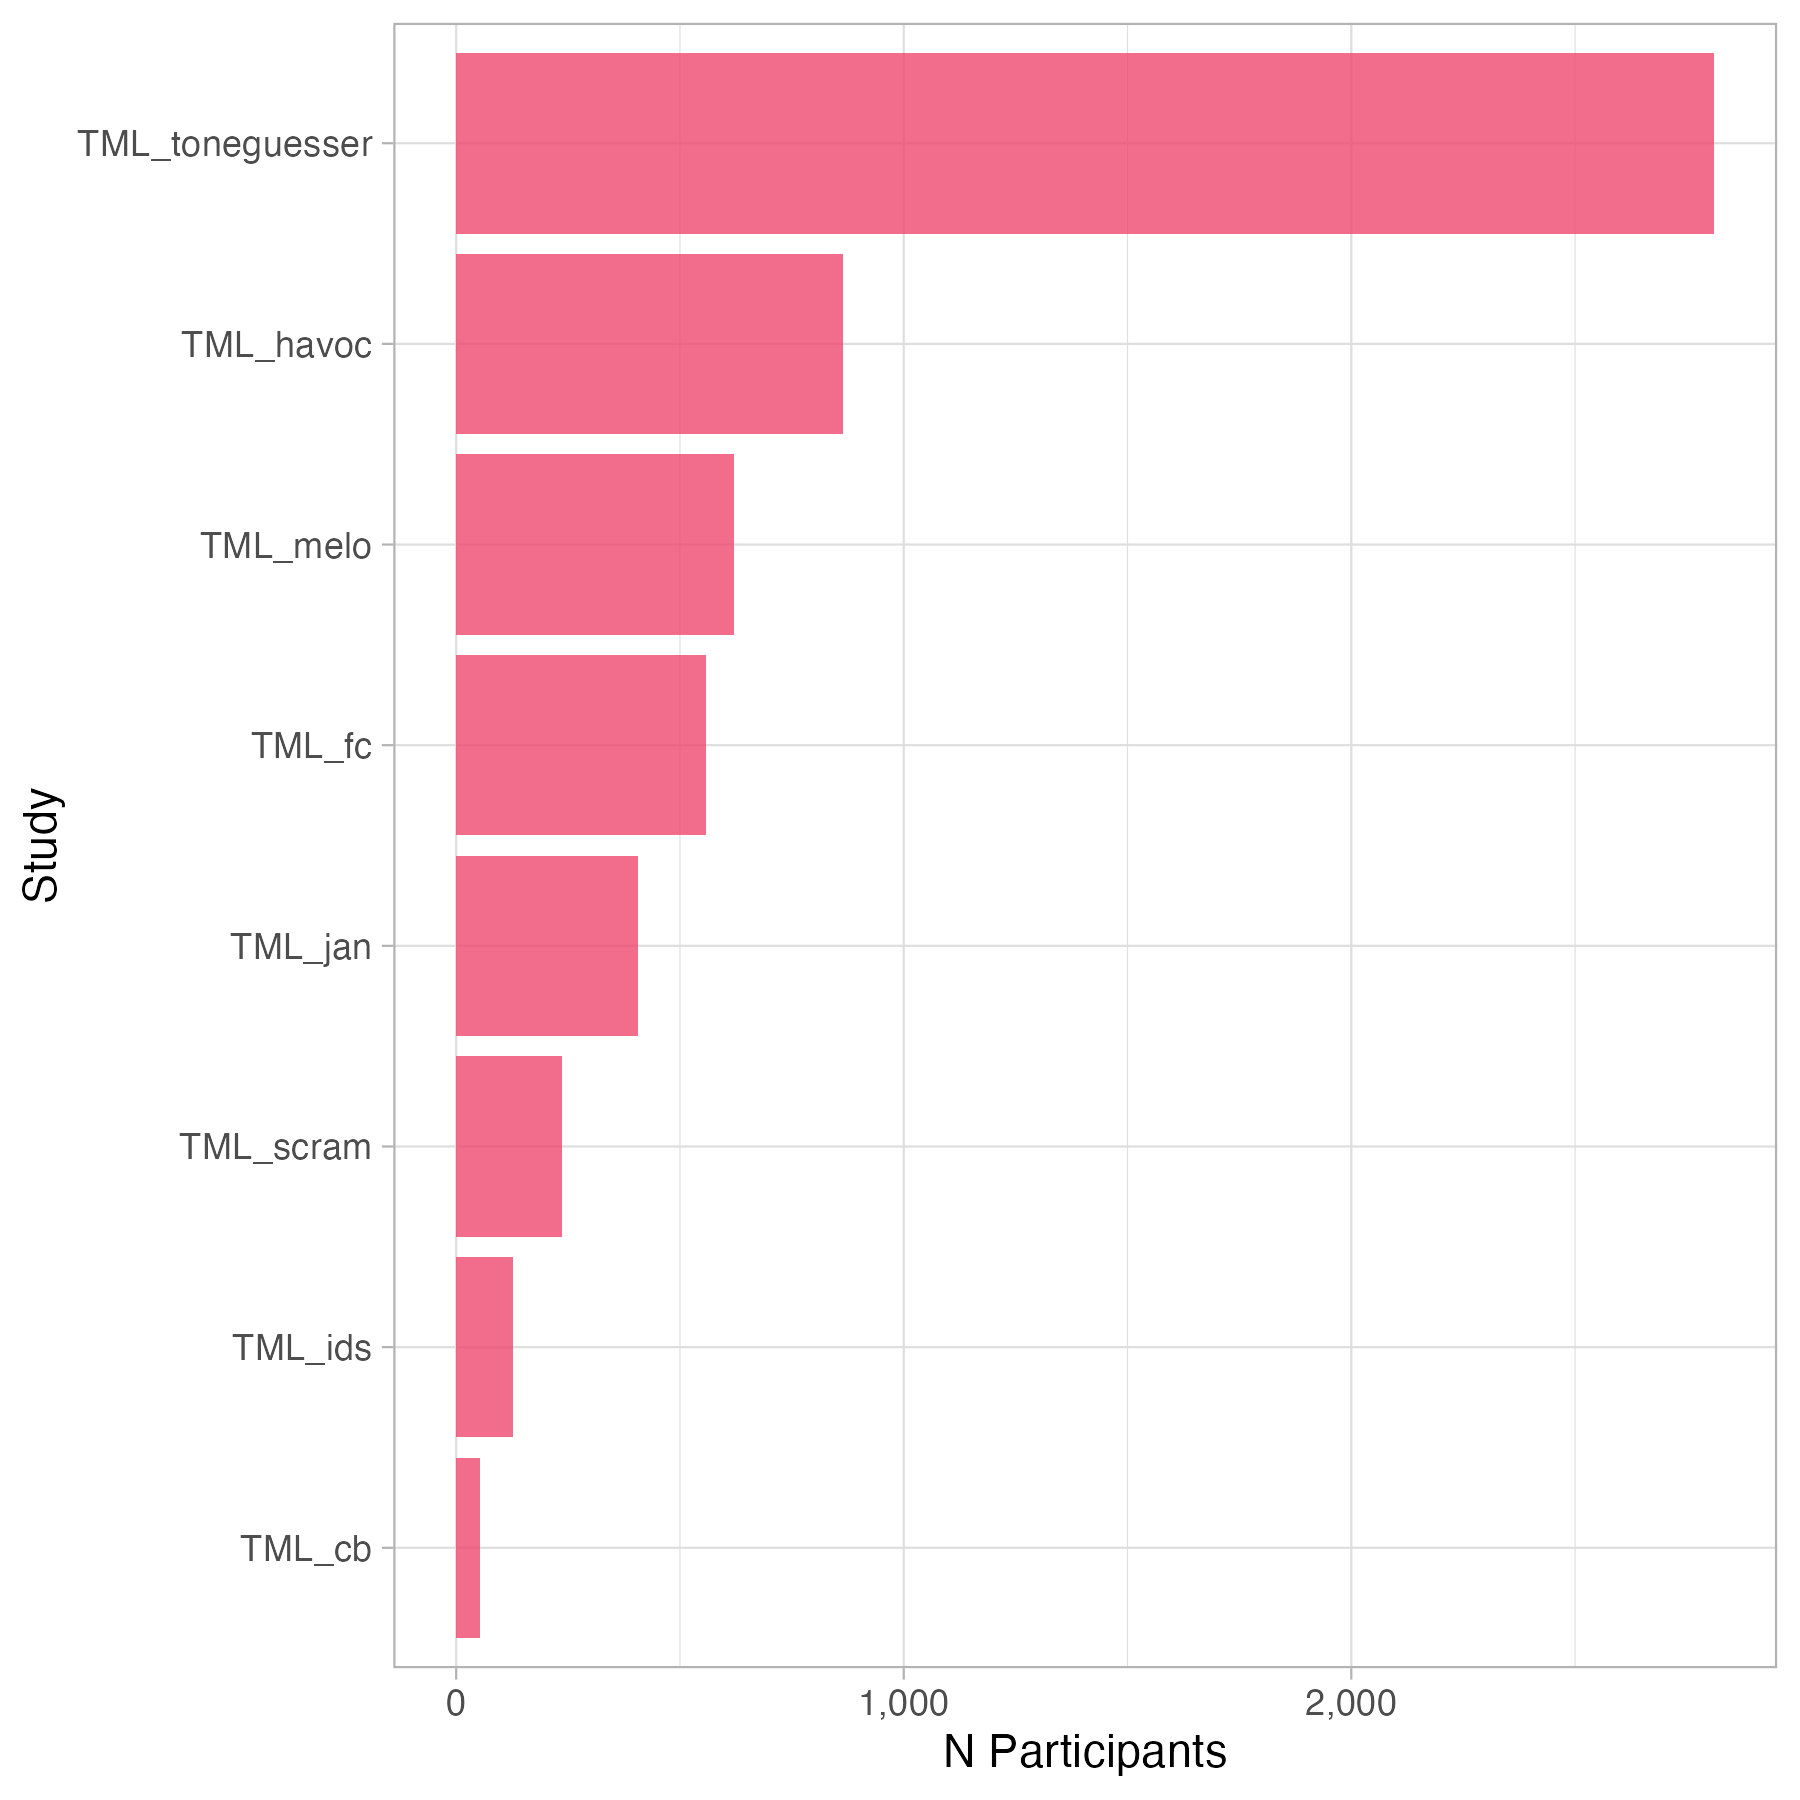 TML_toneguesser
TML_havoc
TML_melo
TML_fc
TML_jan
TML_scram
TML_ids
TML_cb
Study
0 1,000 2,000
N Participants